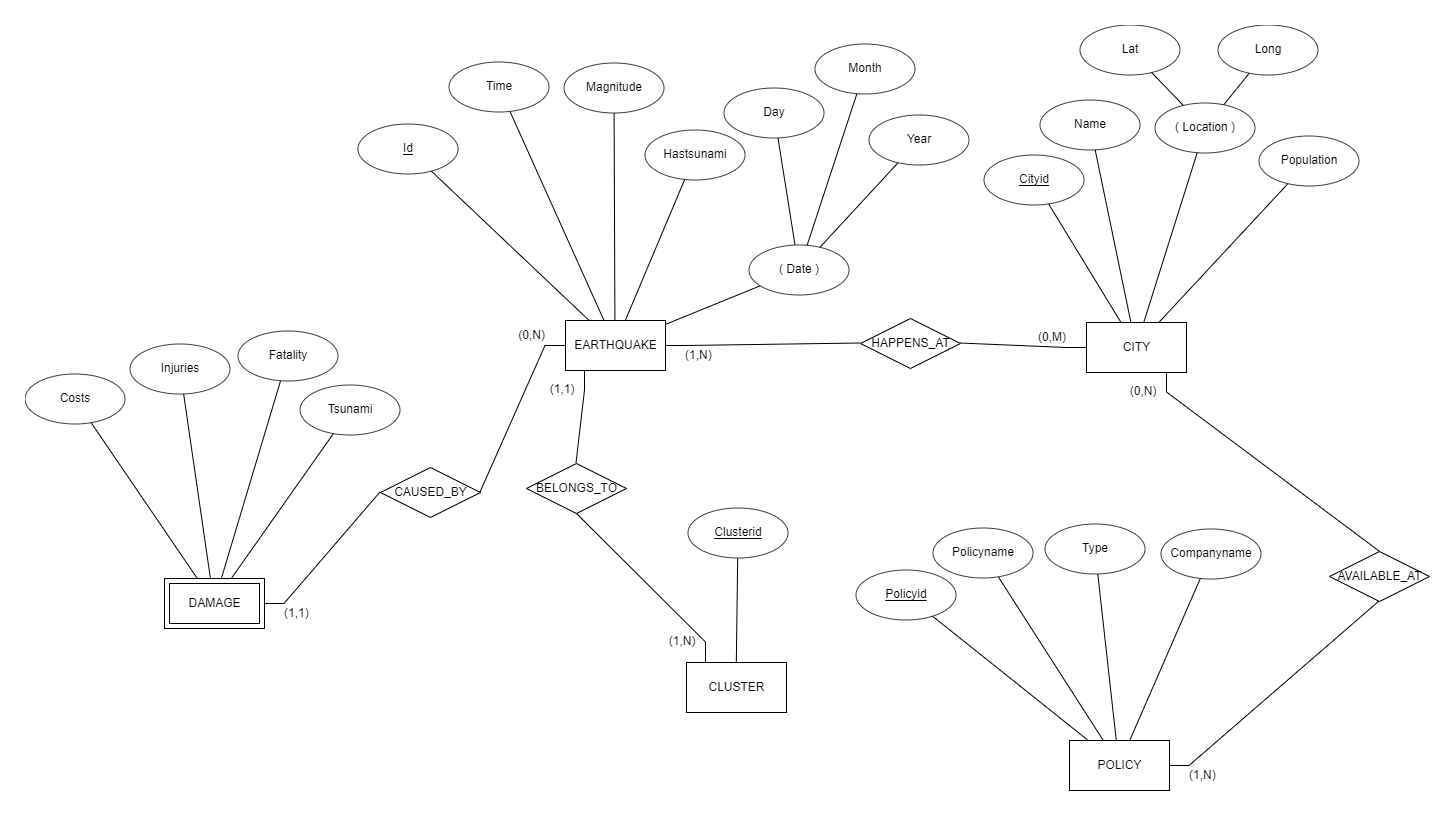 Lat
Long
Month
Time
Magnitude
Day
Name
( Location )
Year
Id
Hastsunami
Population
Cityid
( Date )
(0,N)
EARTHQUAKE
(1,N)
HAPPENS_AT
(0,M)
CITY
(1,1)
(0,N)
Costs
Injuries
Fatality
Tsunami
CAUSED_BY
BELONGS_TO
DAMAGE
(1,1)
Clusterid
(1,N)
CLUSTER
Policyid
Policyname
Type
Companyname
AVAILABLE_AT
POLICY
(1,N)